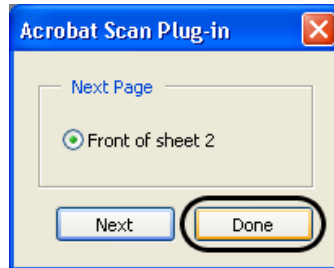 Acrobat Scan Plug-in
Next Page
Front of sheet 2
Next
Done